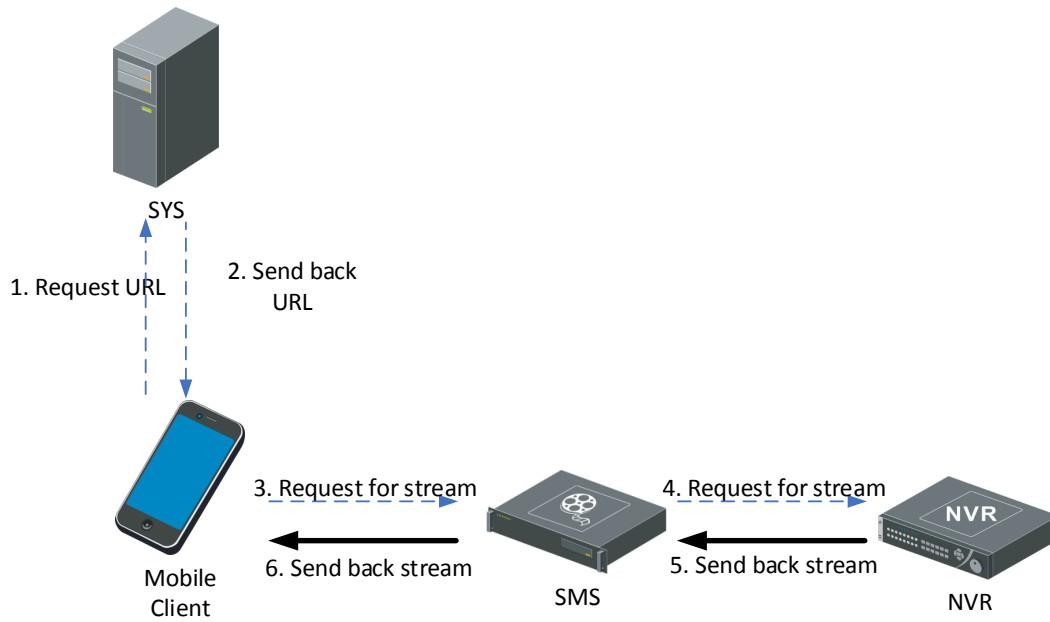 SYS
1. Request URL
2. Send back
URL
3. Request for stream
4. Request for stream
NVR
6. Send back stream
5. Send back stream
Mobile
Client
SMS
NVR